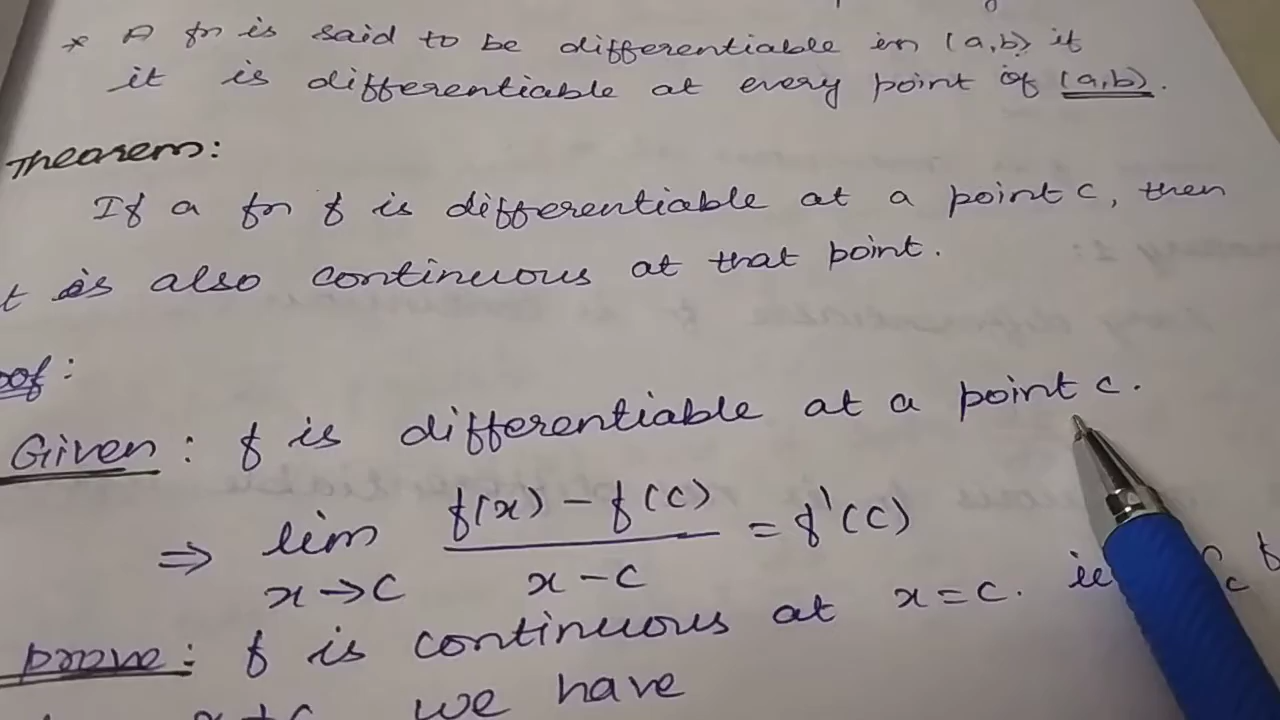 * A fn is said to be differentiable in (a,b) if
it is differentiable at every point of (a,b).
Theorem:
If a fn f is differentiable at a point c, then
t is also continuous at that point.
oof:
Given: f is differentiable at a point c.
⇒ lim x→c f(x) - f(c) / x - c = f'(c)
prove: f is continuous at x = c. ie
we have